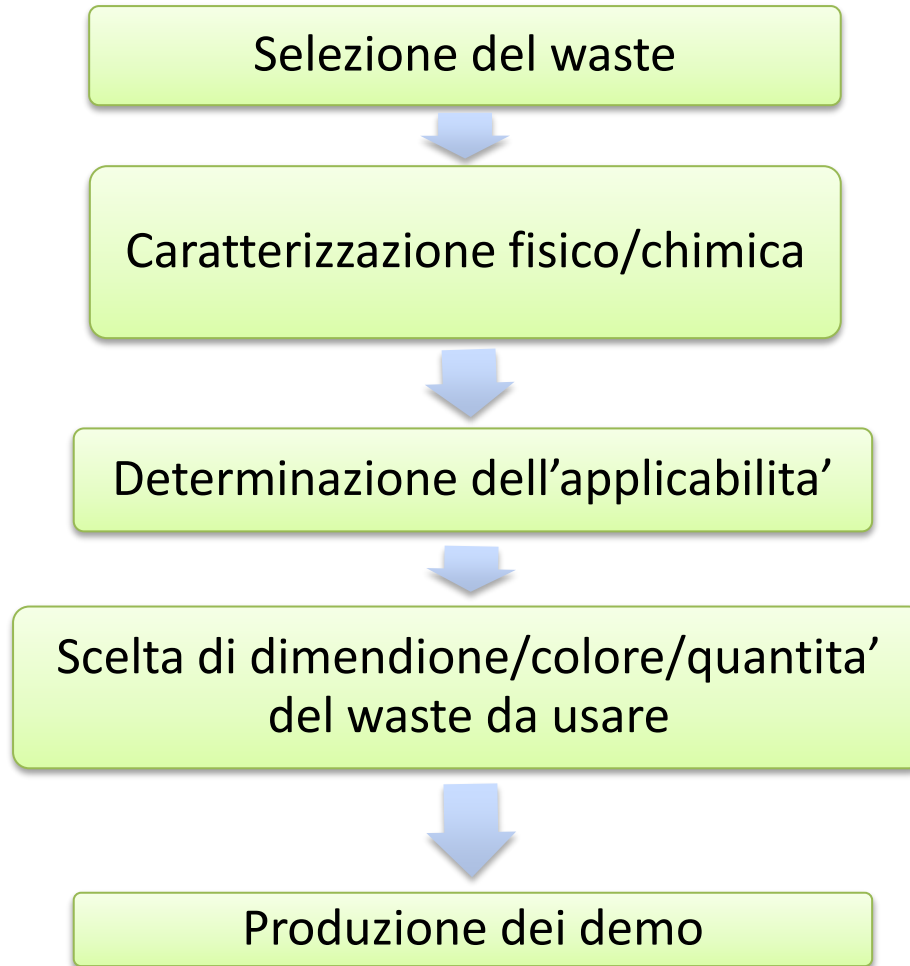 Selezione del waste
Caratterizzazione fisico/chimica
Determinazione dell’applicabilita’
Scelta di dimendione/colore/quantita’
del waste da usare
Produzione dei demo